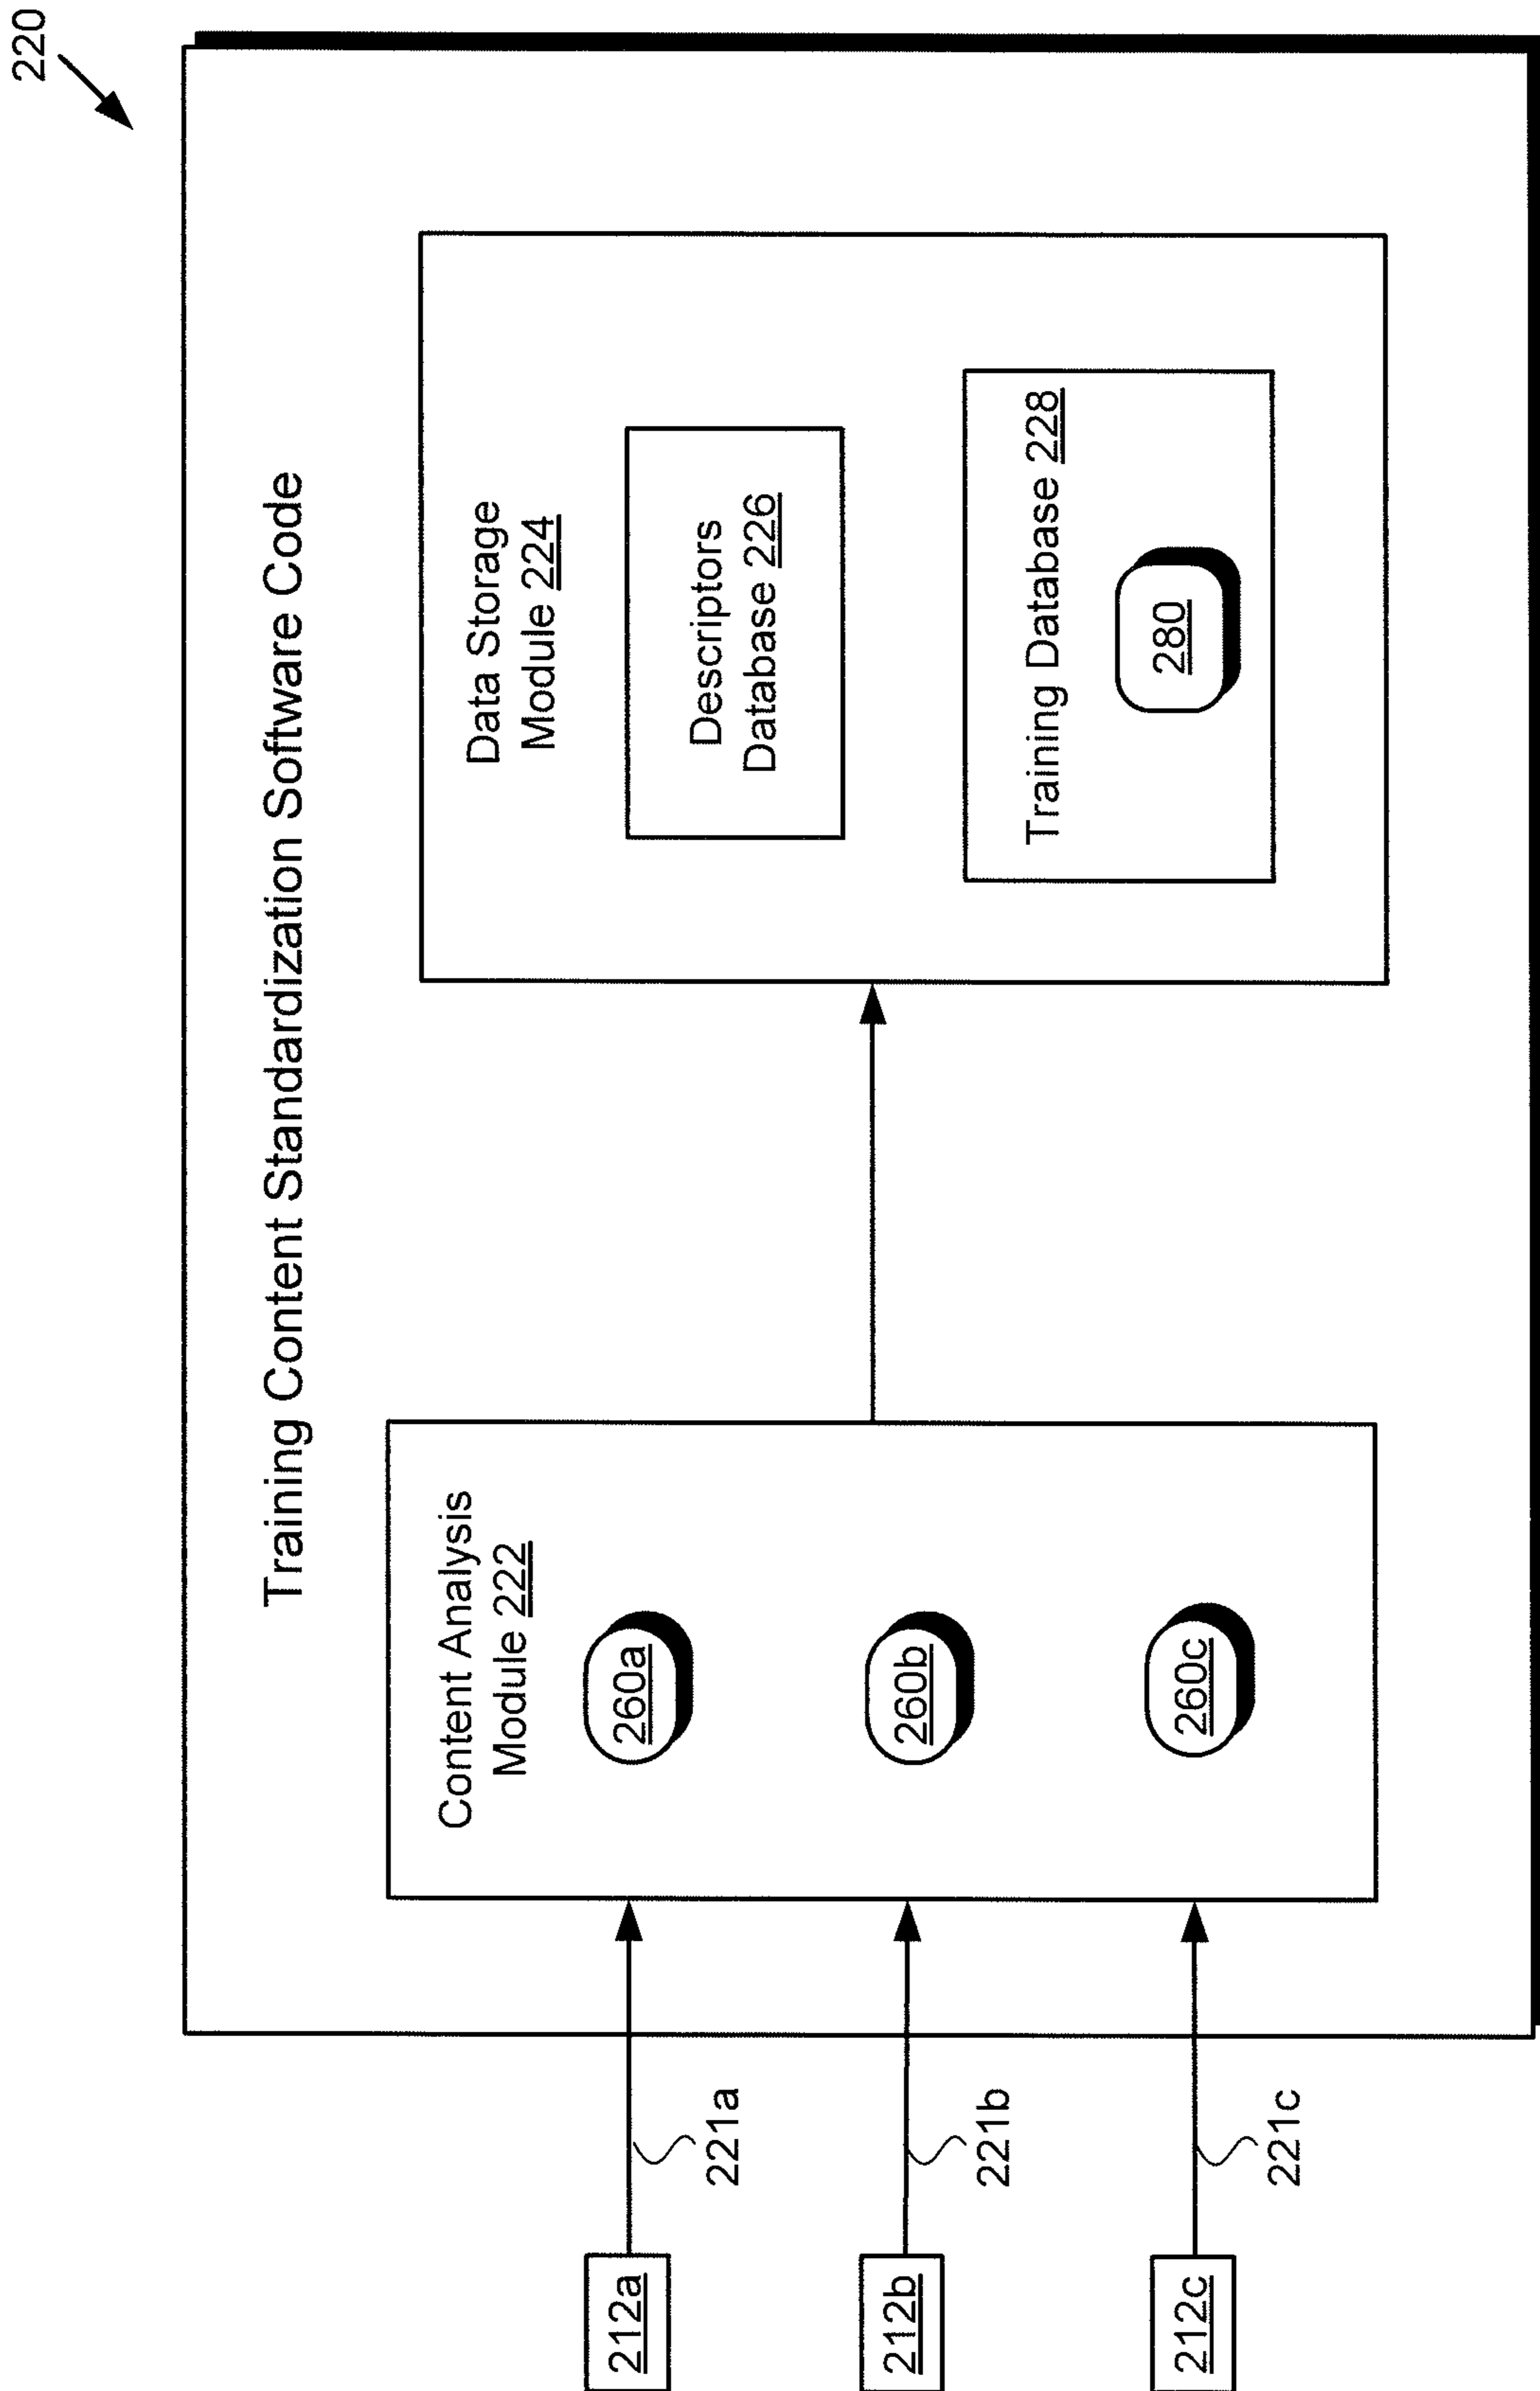 220
Training Content Standardization Software Code
Content Analysis
Module 222
260a
260b
260c
Data Storage
Module 224
Descriptors
Database 226
Training Database 228
280
212a
221a
212b
221b
212c
221c